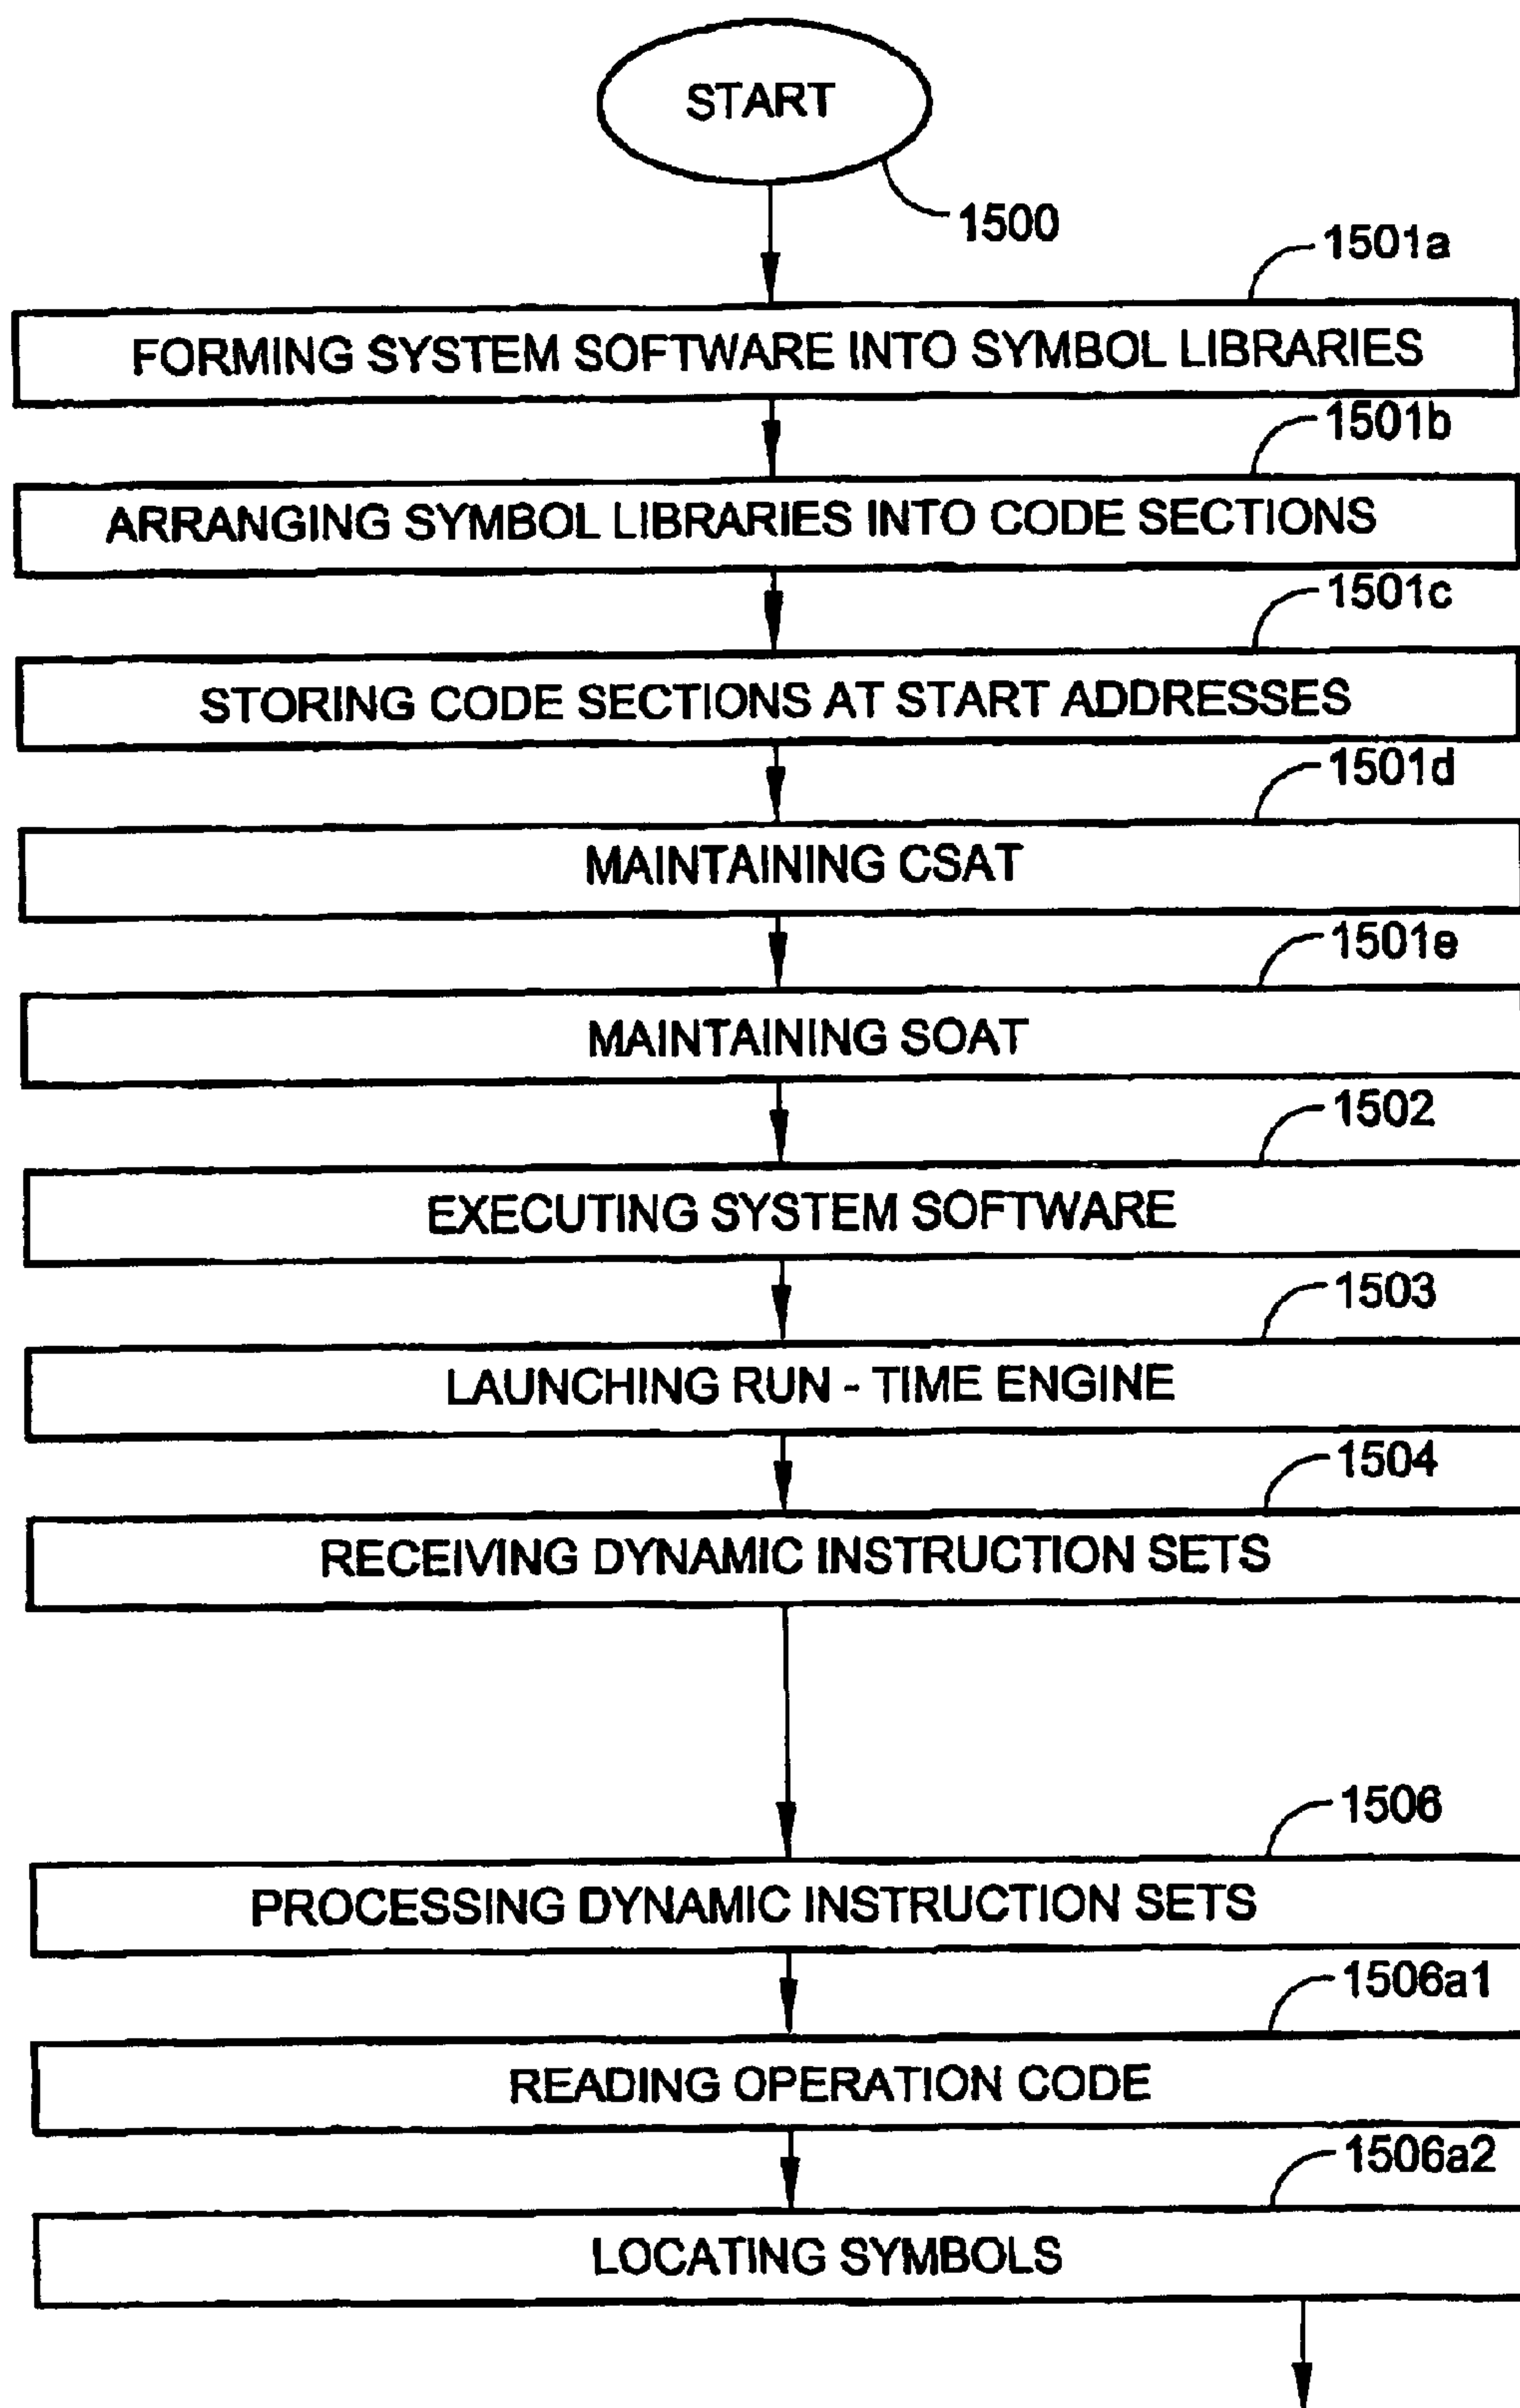 START
1500
1501a
FORMING SYSTEM SOFTWARE INTO SYMBOL LIBRARIES
1501b
ARRANGING SYMBOL LIBRARIES INTO CODE SECTIONS
1501c
STORING CODE SECTIONS AT START ADDRESSES
1501d
MAINTAINING CSAT
1501e
MAINTAINING SOAT
1502
EXECUTING SYSTEM SOFTWARE
1503
LAUNCHING RUN - TIME ENGINE
1504
RECEIVING DYNAMIC INSTRUCTION SETS
1506
PROCESSING DYNAMIC INSTRUCTION SETS
1506a1
READING OPERATION CODE
1506a2
LOCATING SYMBOLS